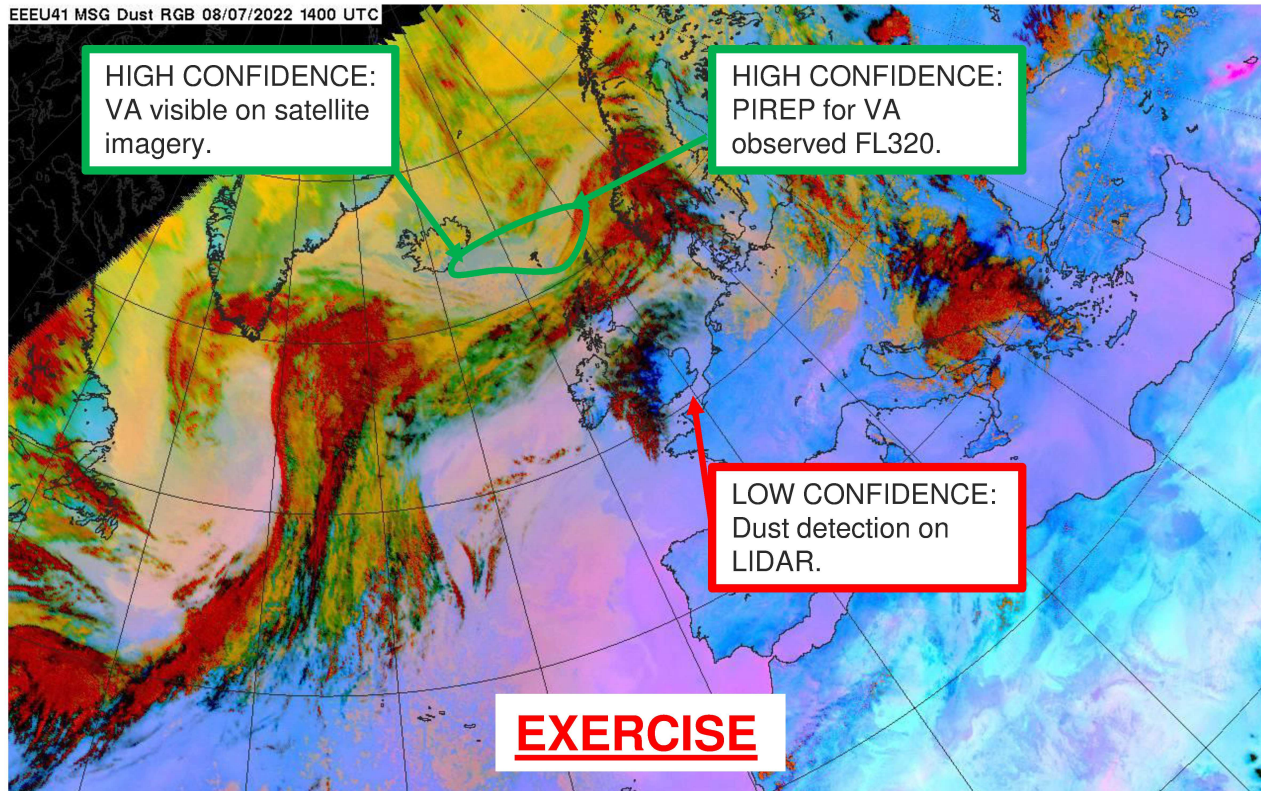 EEEU41 MSG Dust RGB 08/07/2022 1400 UTC
HIGH CONFIDENCE:
VA visible on satellite
imagery.
HIGH CONFIDENCE:
PIREP for VA
observed FL320.
LOW CONFIDENCE:
Dust detection on
LIDAR.
EXERCISE